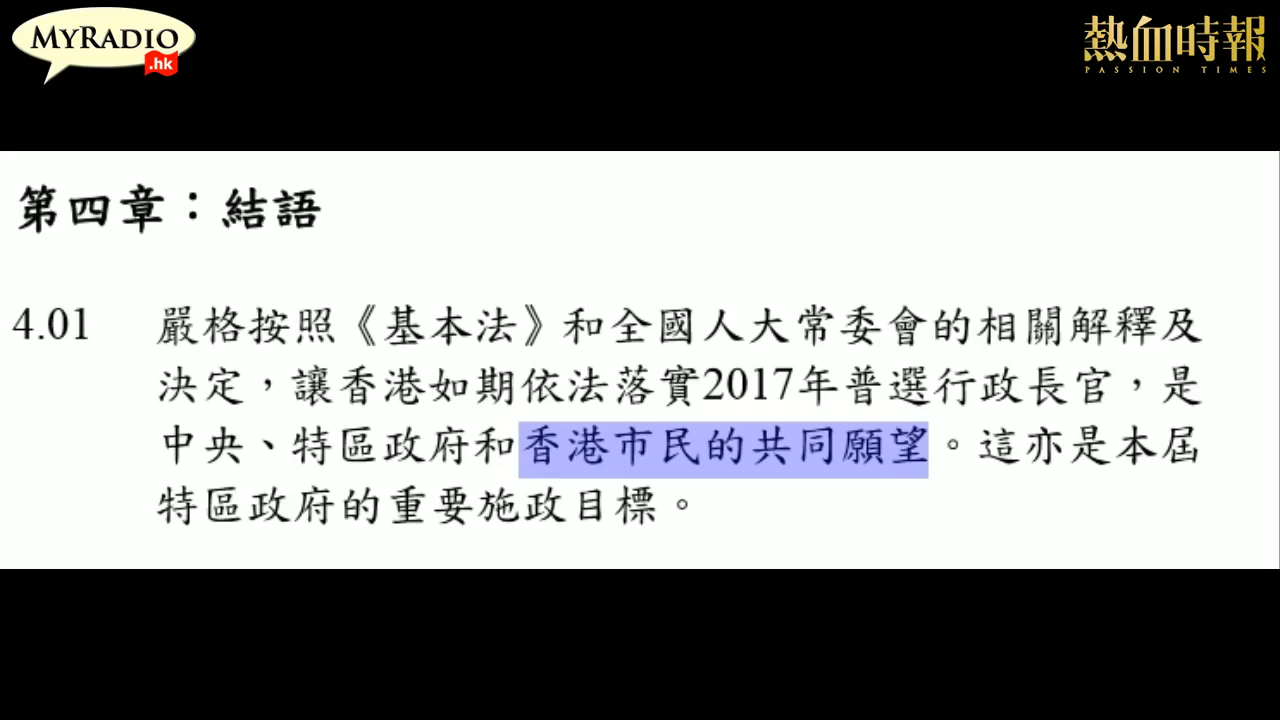 MYRADIO
.hk
熱血時報
PASSION TIMES
第四章：結語
4.01 嚴格按照《基本法》和全國人大常委會的相關解釋及
決定，讓香港如期依法落實2017年普選行政長官，是
中央、特區政府和香港市民的共同願望。這亦是本屆
特區政府的重要施政目標。